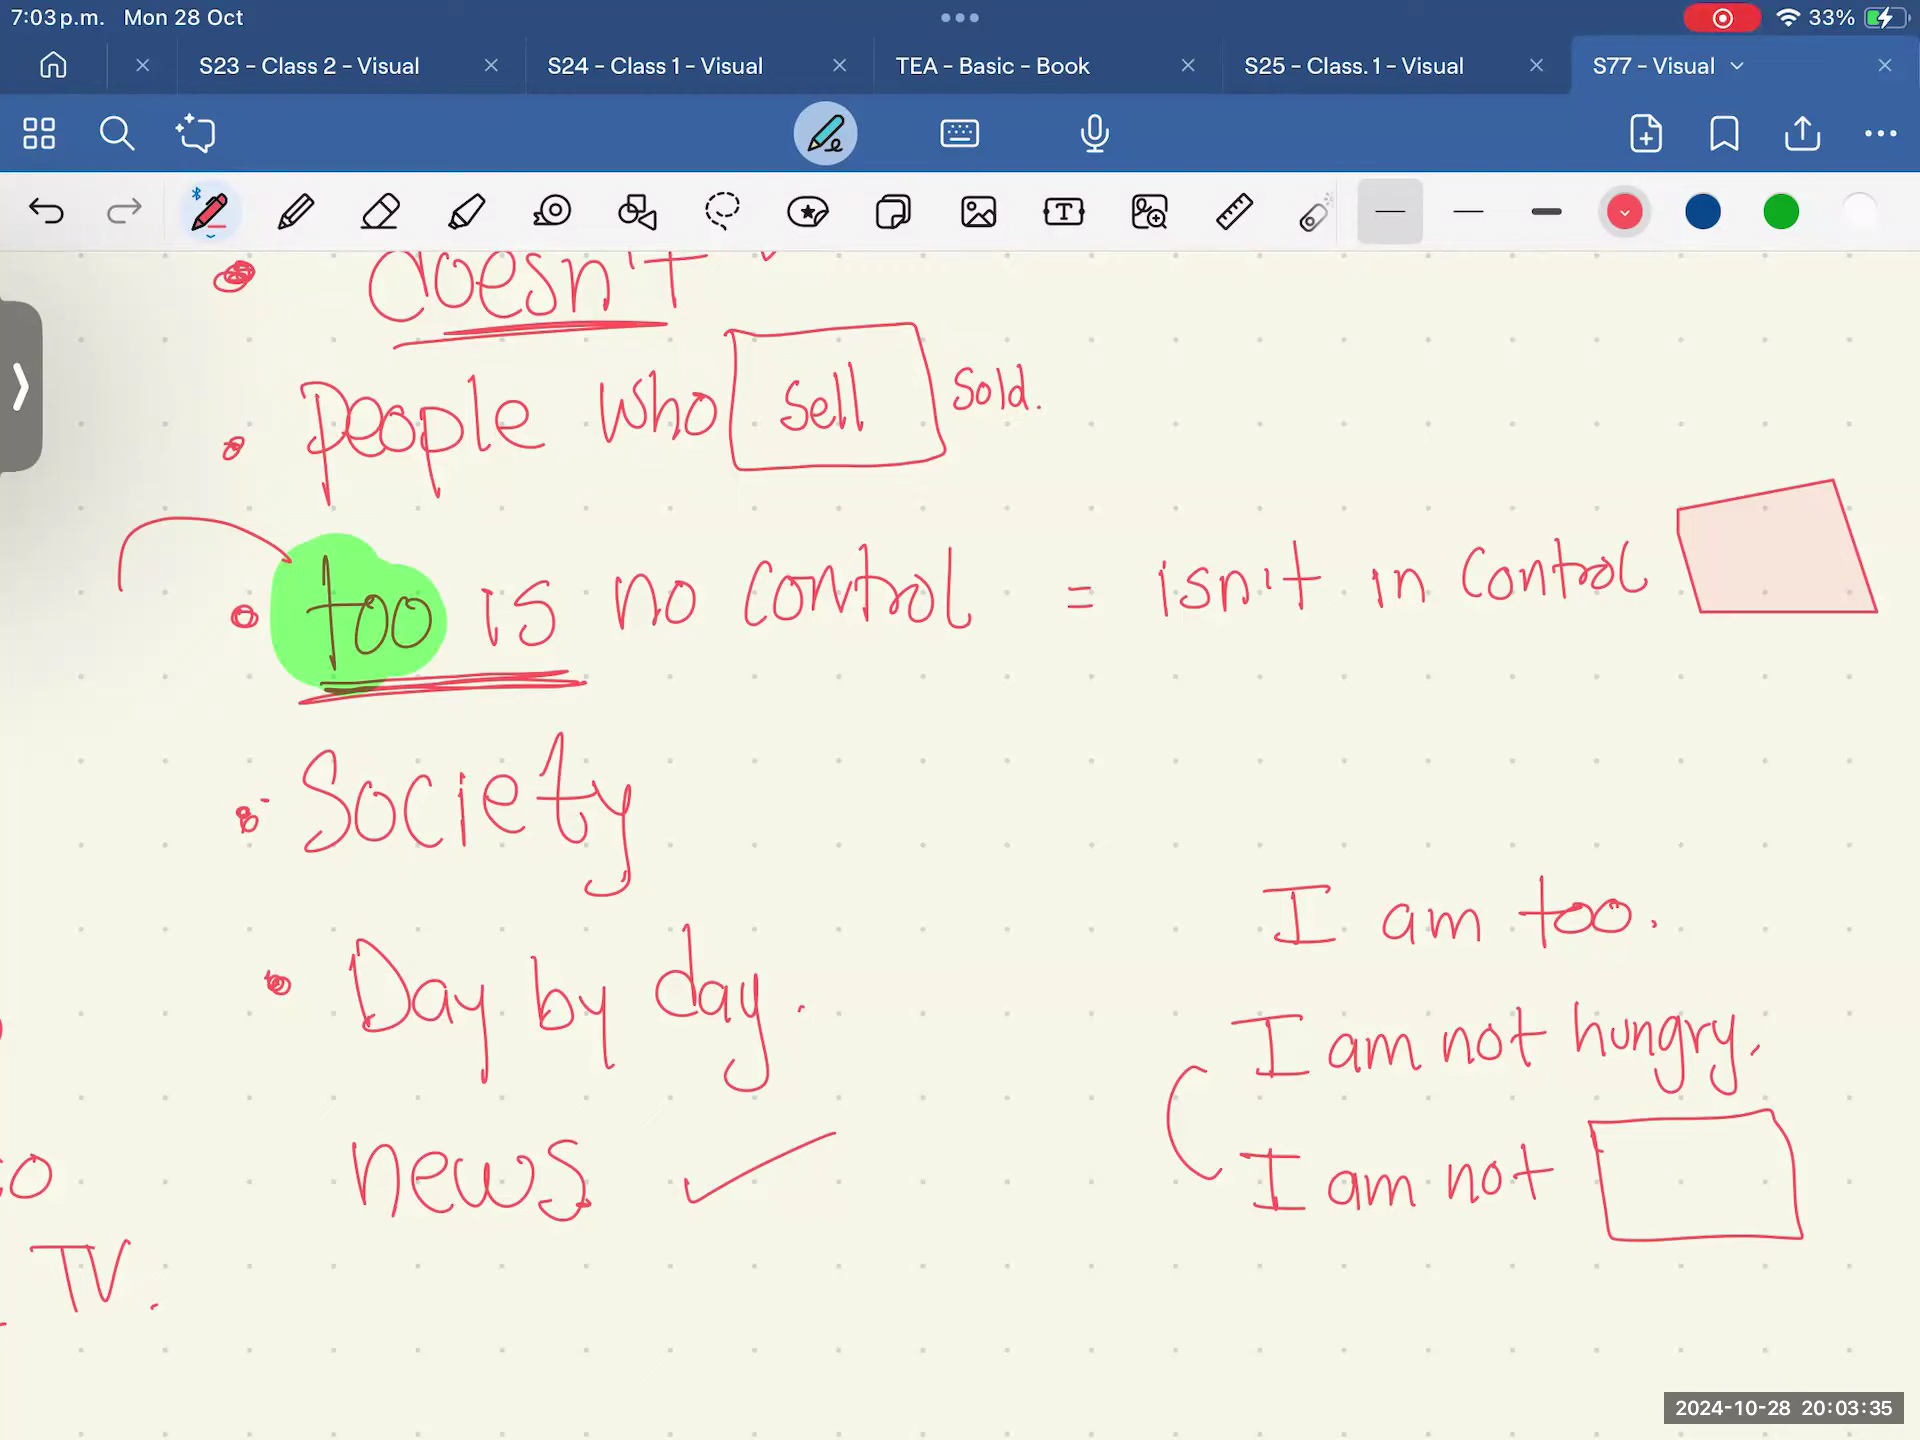 7:03 p.m. Mon 28 Oct
33%
S23 - Class 2 - Visual
S24 - Class 1 - Visual
TEA - Basic - Book
S25 - Class. 1 - Visual
S77 - Visual
doesn't
people who sell sold.
too is no control = isn't in control
Society
Day by day.
news
I am too.
I am not hungry.
I am not
TV.
2024-10-28 20:03:35